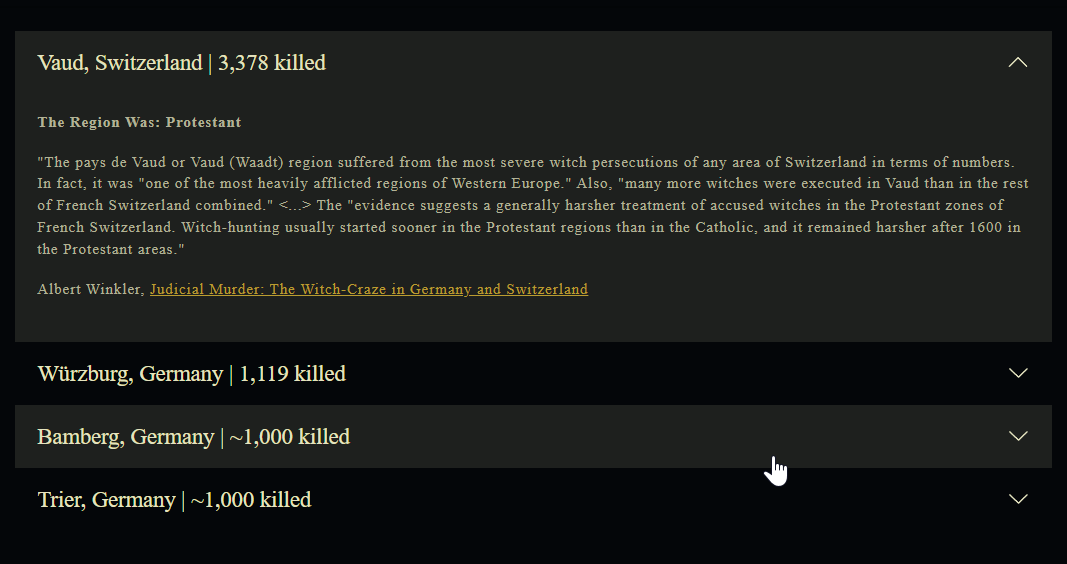 Vaud, Switzerland | 3,378 killed
The Region Was: Protestant
"The pays de Vaud or Vaud (Waadt) region suffered from the most severe witch persecutions of any area of Switzerland in terms of numbers.
In fact, it was "one of the most heavily afflicted regions of Western Europe." Also, "many more witches were executed in Vaud than in the rest
of French Switzerland combined." <...> The "evidence suggests a generally harsher treatment of accused witches in the Protestant zones of
French Switzerland. Witch-hunting usually started sooner in the Protestant regions than in the Catholic, and it remained harsher after 1600 in
the Protestant areas."
Albert Winkler, Judicial Murder: The Witch-Craze in Germany and Switzerland
Würzburg, Germany | 1,119 killed
Bamberg, Germany | ~1,000 killed
Trier, Germany | ~1,000 killed